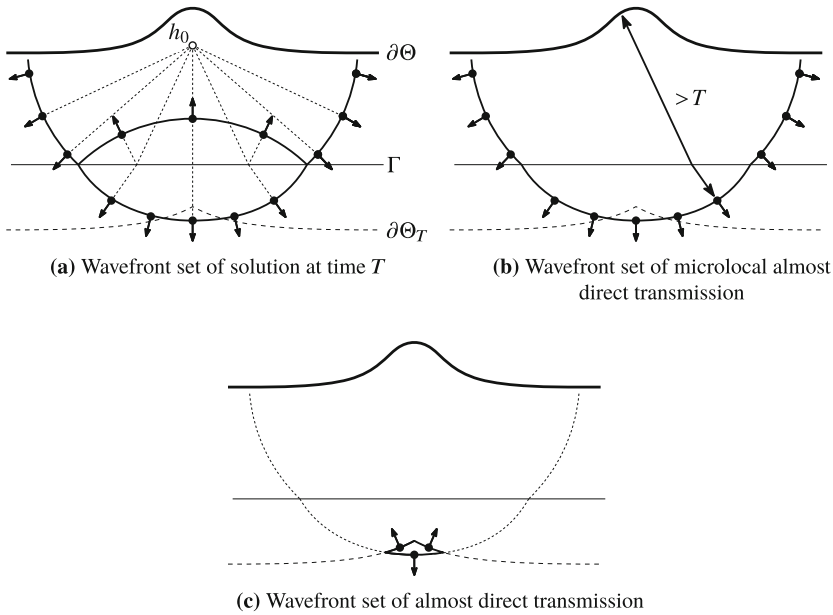 h₀
∂Θ
Γ
∂Θ_T
> T
(a) Wavefront set of solution at time T
(b) Wavefront set of microlocal almost
direct transmission
(c) Wavefront set of almost direct transmission